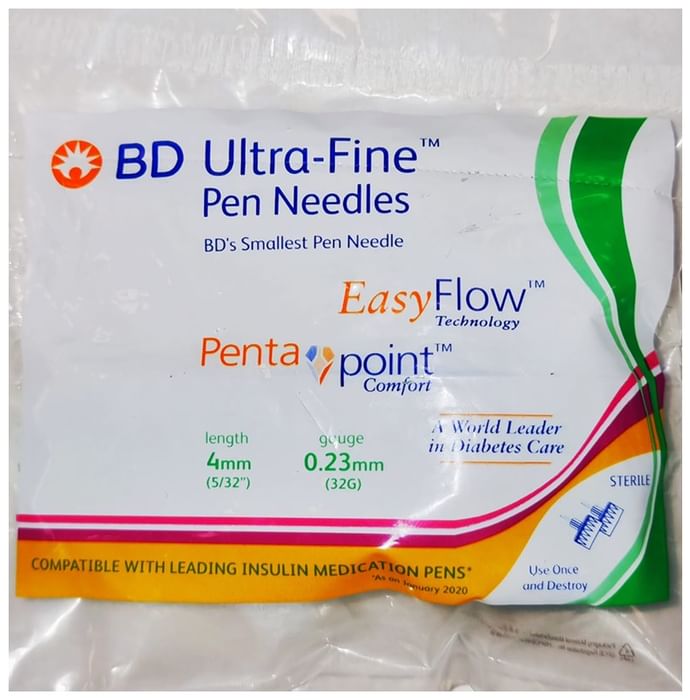 BD Ultra-Fine™
Pen Needles
BD's Smallest Pen Needle
EasyFlow™
Technology
Pentapoint™
Comfort
A World Leader
in Diabetes Care
length
4mm
(5/32")
gauge
0.23mm
(32G)
STERILE
Use Once
and Destroy
COMPATIBLE WITH LEADING INSULIN MEDICATION PENS*
*As on January 2020